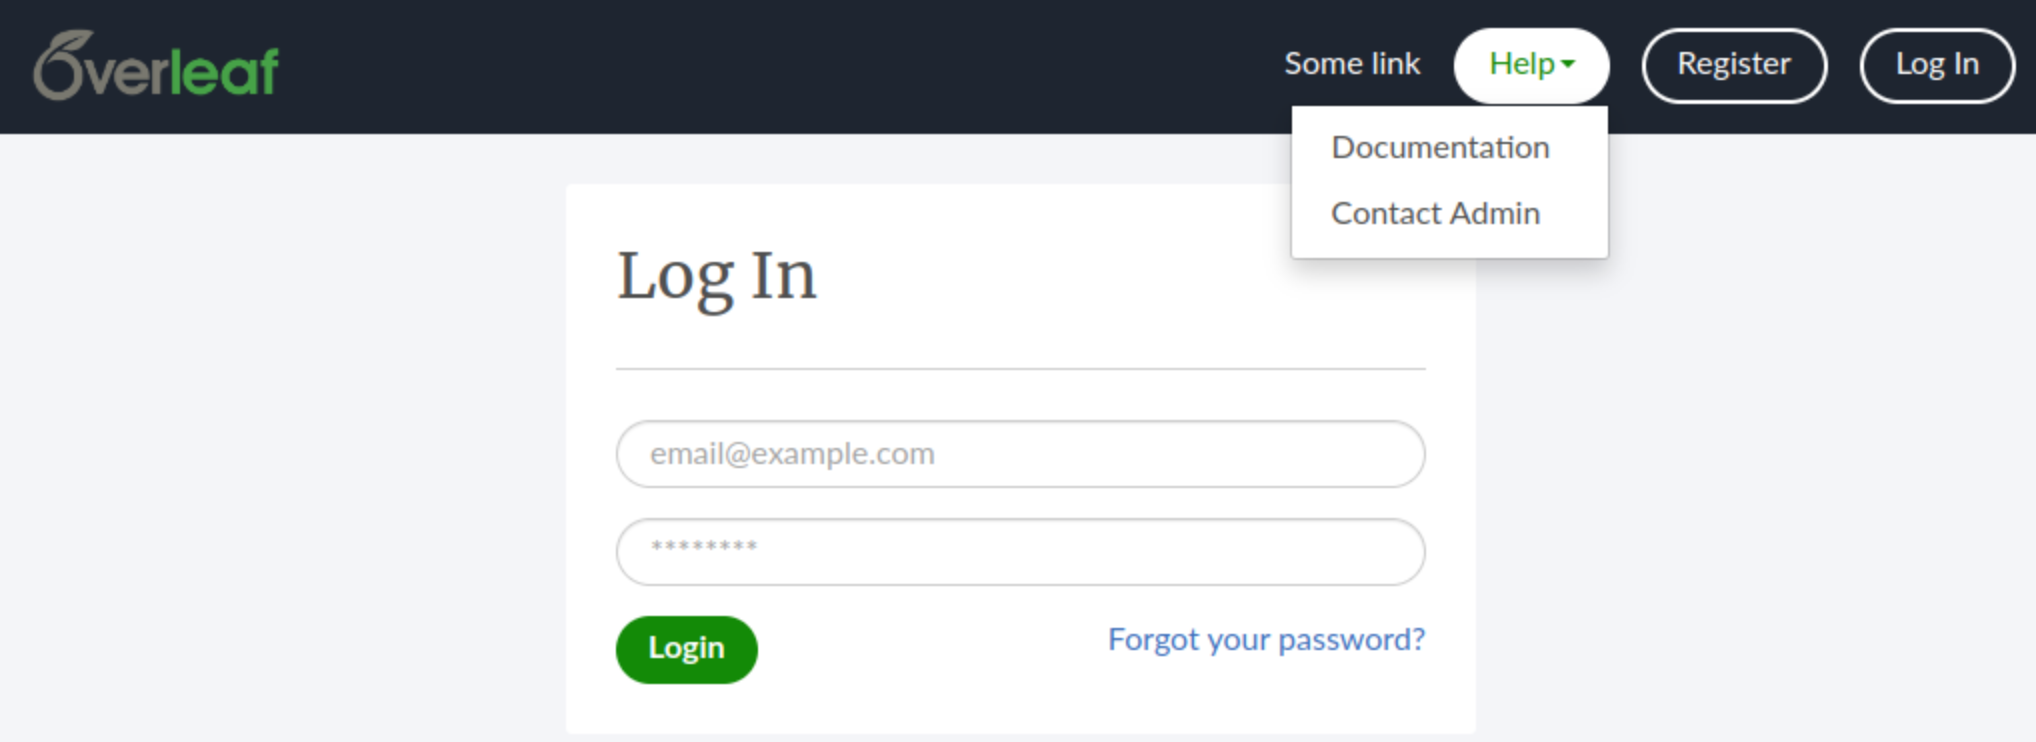 Overleaf
Some link Help Register Log In
Documentation
Contact Admin
Log In
email@example.com
********
Login Forgot your password?